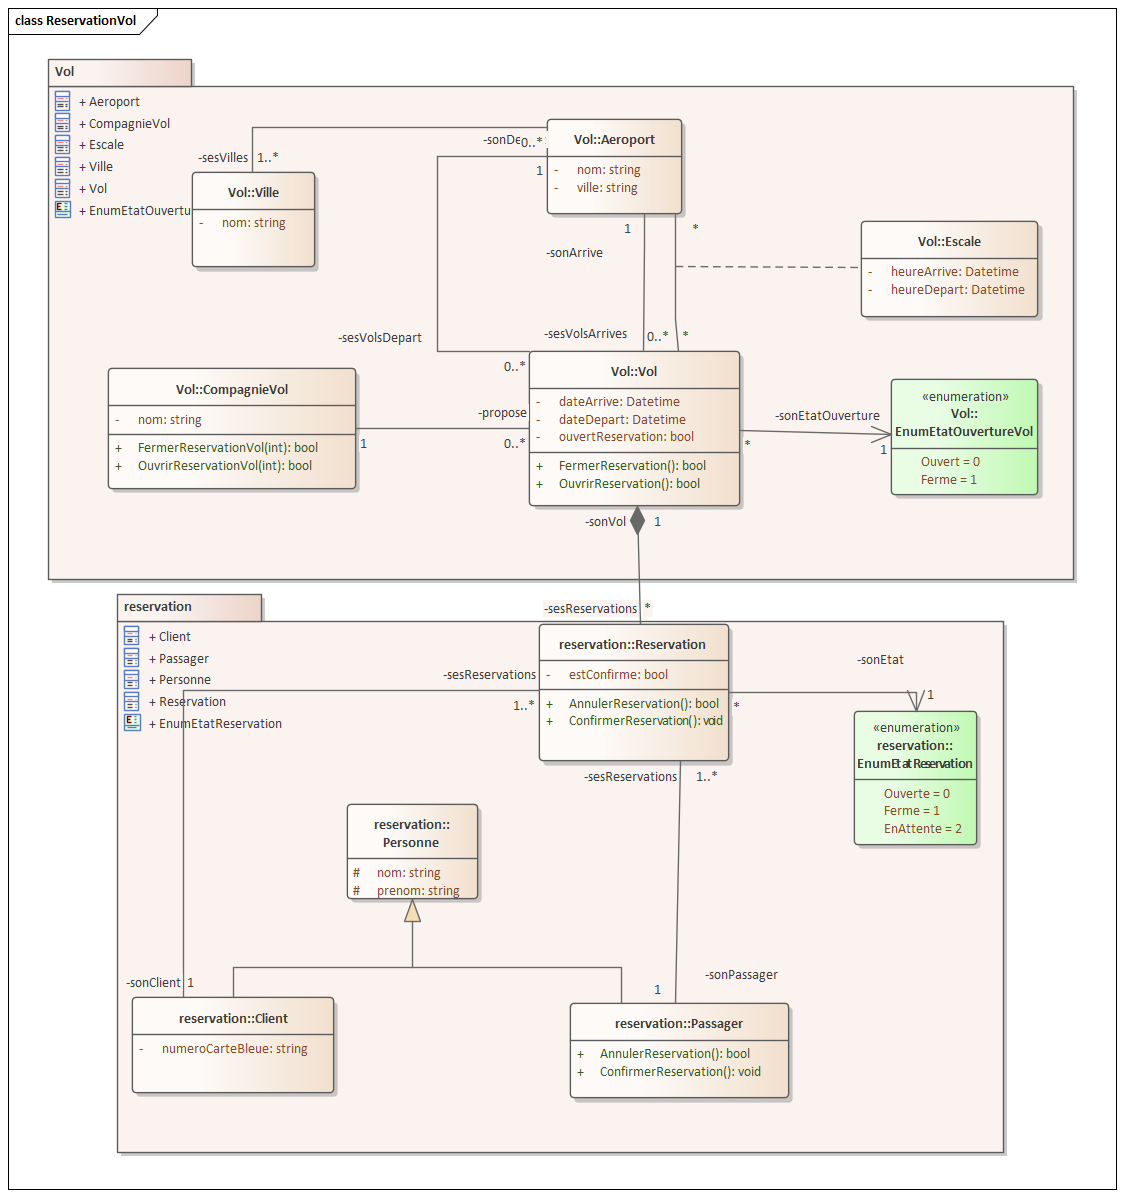 class ReservationVol
Vol
+ Aeroport
+ CompagnieVol
+ Escale
+ Ville
+ Vol
+ EnumEtatOuvertu
-sesVilles 1..*
-sonDe 0..*
1
Vol::Aeroport
- nom: string
- ville: string
Vol::Ville
- nom: string
1
*
-sonArrive
Vol::Escale
- heureArrive: Datetime
- heureDepart: Datetime
-sesVolsDepart
-sesVolsArrives 0..* *
0..*
Vol::CompagnieVol
- nom: string
+ FermerReservationVol(int): bool
+ OuvrirReservationVol(int): bool
-propose
1
0..*
Vol::Vol
- dateArrive: Datetime
- dateDepart: Datetime
- ouvertReservation: bool
+ FermerReservation(): bool
+ OuvrirReservation(): bool
-sonEtatOuverture
*
1
«enumeration»
Vol::
EnumEtatOuvertureVol
Ouvert = 0
Ferme = 1
-sonVol 1
reservation
+ Client
+ Passager
+ Personne
+ Reservation
+ EnumEtatReservation
-sesReservations *
reservation::Reservation
- estConfirme: bool
+ AnnulerReservation(): bool
+ ConfirmerReservation(): void
-sesReservations
1..*
-sonEtat
*
1
«enumeration»
reservation::
EnumEtatReservation
Ouverte = 0
Ferme = 1
EnAttente = 2
-sesReservations 1..*
reservation::
Personne
# nom: string
# prenom: string
-sonClient 1
-sonPassager
1
reservation::Client
- numeroCarteBleue: string
reservation::Passager
+ AnnulerReservation(): bool
+ ConfirmerReservation(): void